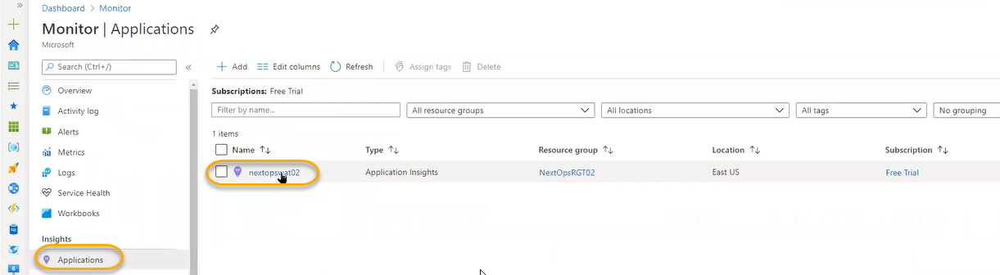 Dashboard > Monitor
Monitor | Applications
Microsoft
Search (Ctrl+/)
Overview
Activity log
Alerts
Metrics
Logs
Service Health
Workbooks
Insights
Applications
Add Edit columns Refresh Assign tags Delete
Subscriptions: Free Trial
Filter by name... All resource groups All locations All tags No grouping
1 items
Name Type Resource group Location Subscription
nextopswat02 Application Insights NextOpsRGT02 East US Free Trial